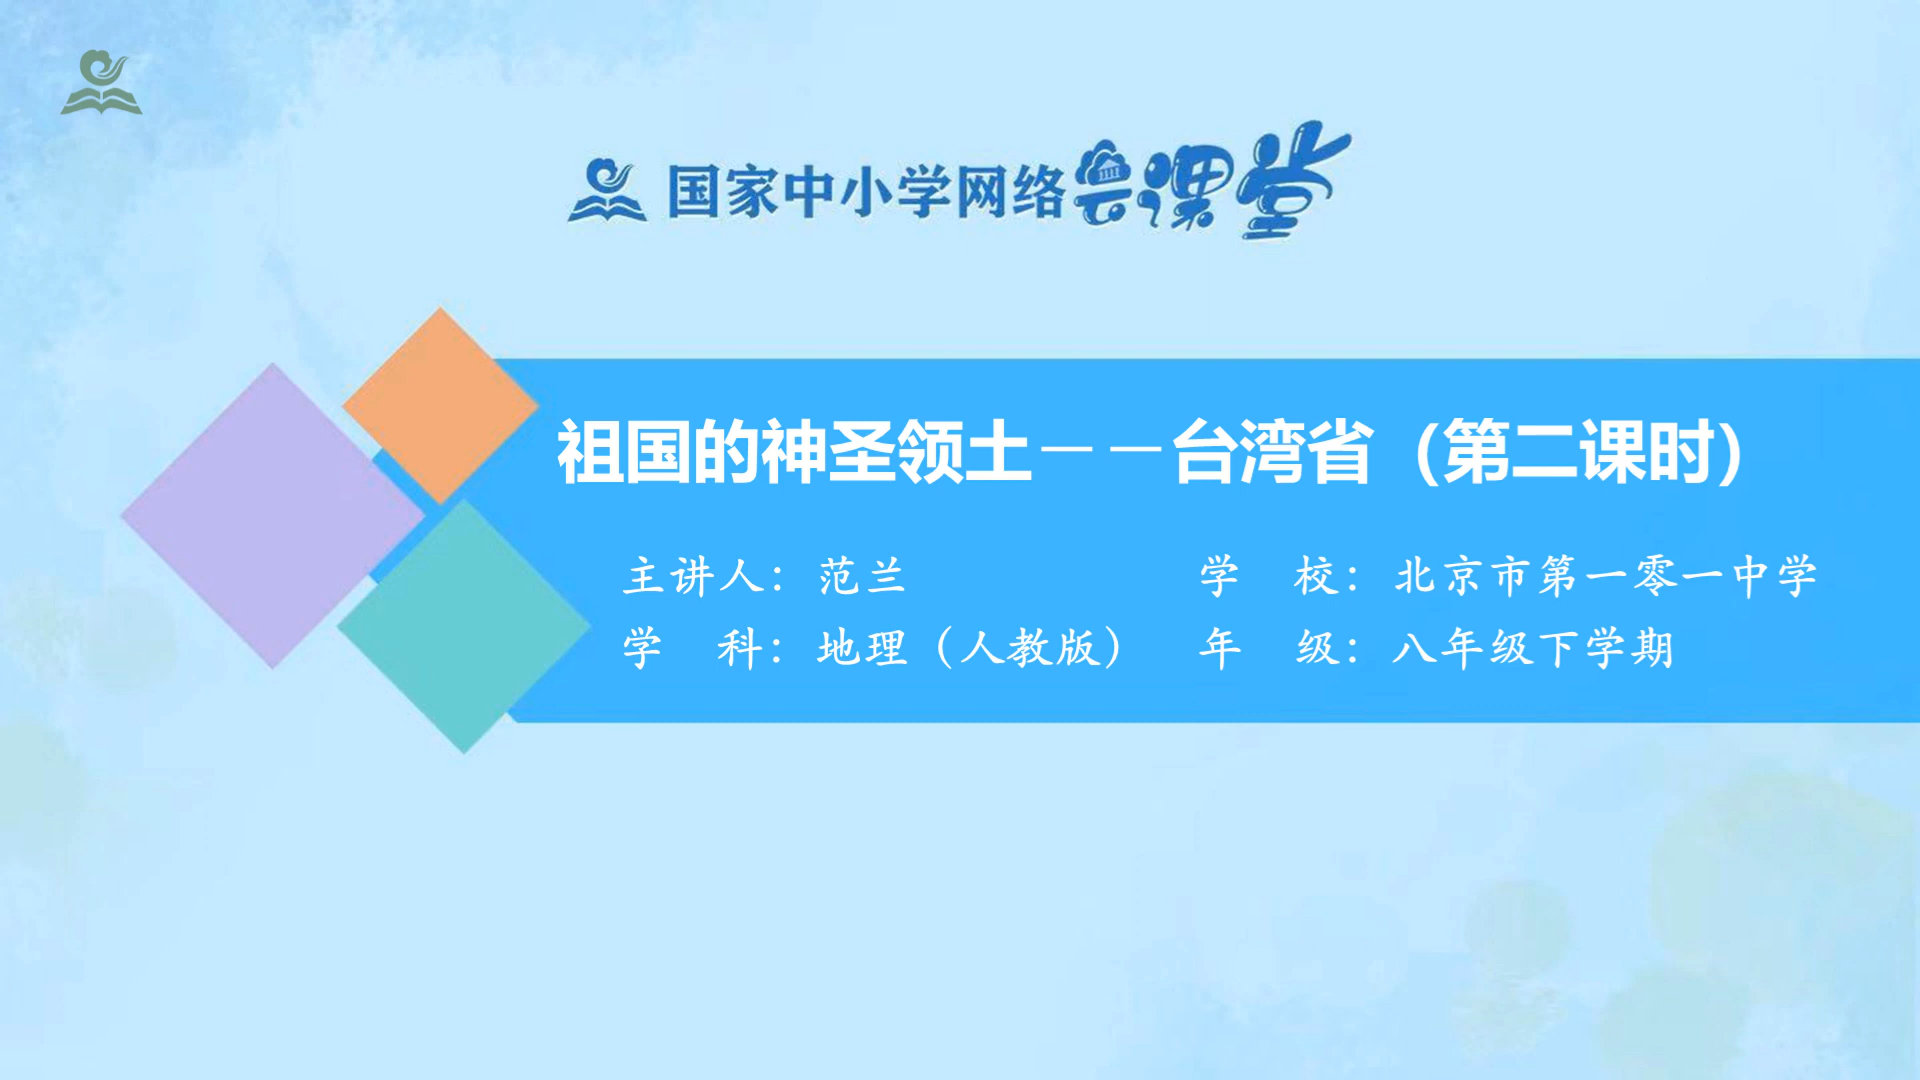 国家中小学网络云课堂
祖国的神圣领土－－台湾省（第二课时）
主讲人：范兰 学 校：北京市第一零一中学
学 科：地理（人教版） 年 级：八年级下学期